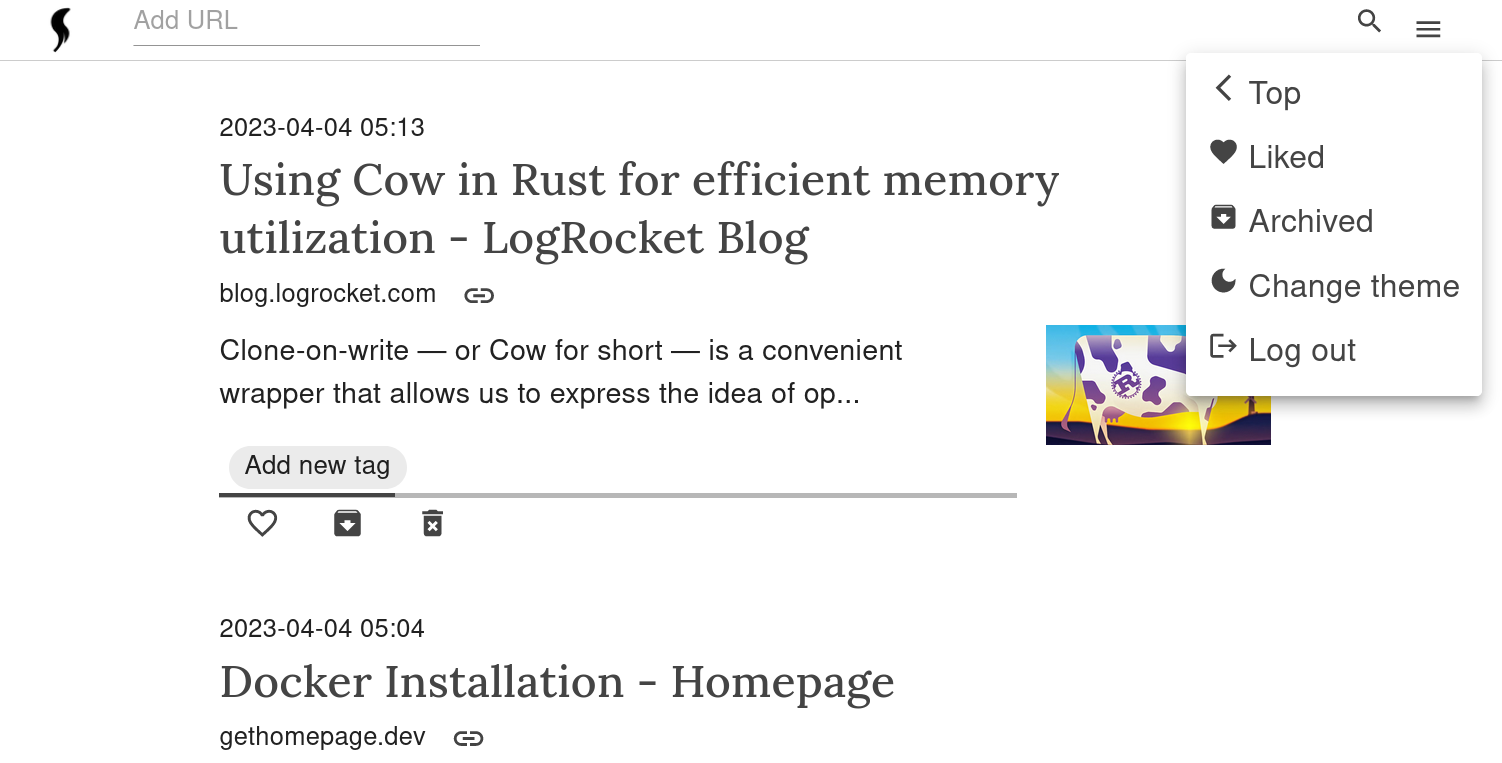 Add URL
Top
Liked
Archived
Change theme
Log out
2023-04-04 05:13
Using Cow in Rust for efficient memory
utilization - LogRocket Blog
blog.logrocket.com
Clone-on-write — or Cow for short — is a convenient
wrapper that allows us to express the idea of op...
Add new tag
2023-04-04 05:04
Docker Installation - Homepage
gethomepage.dev